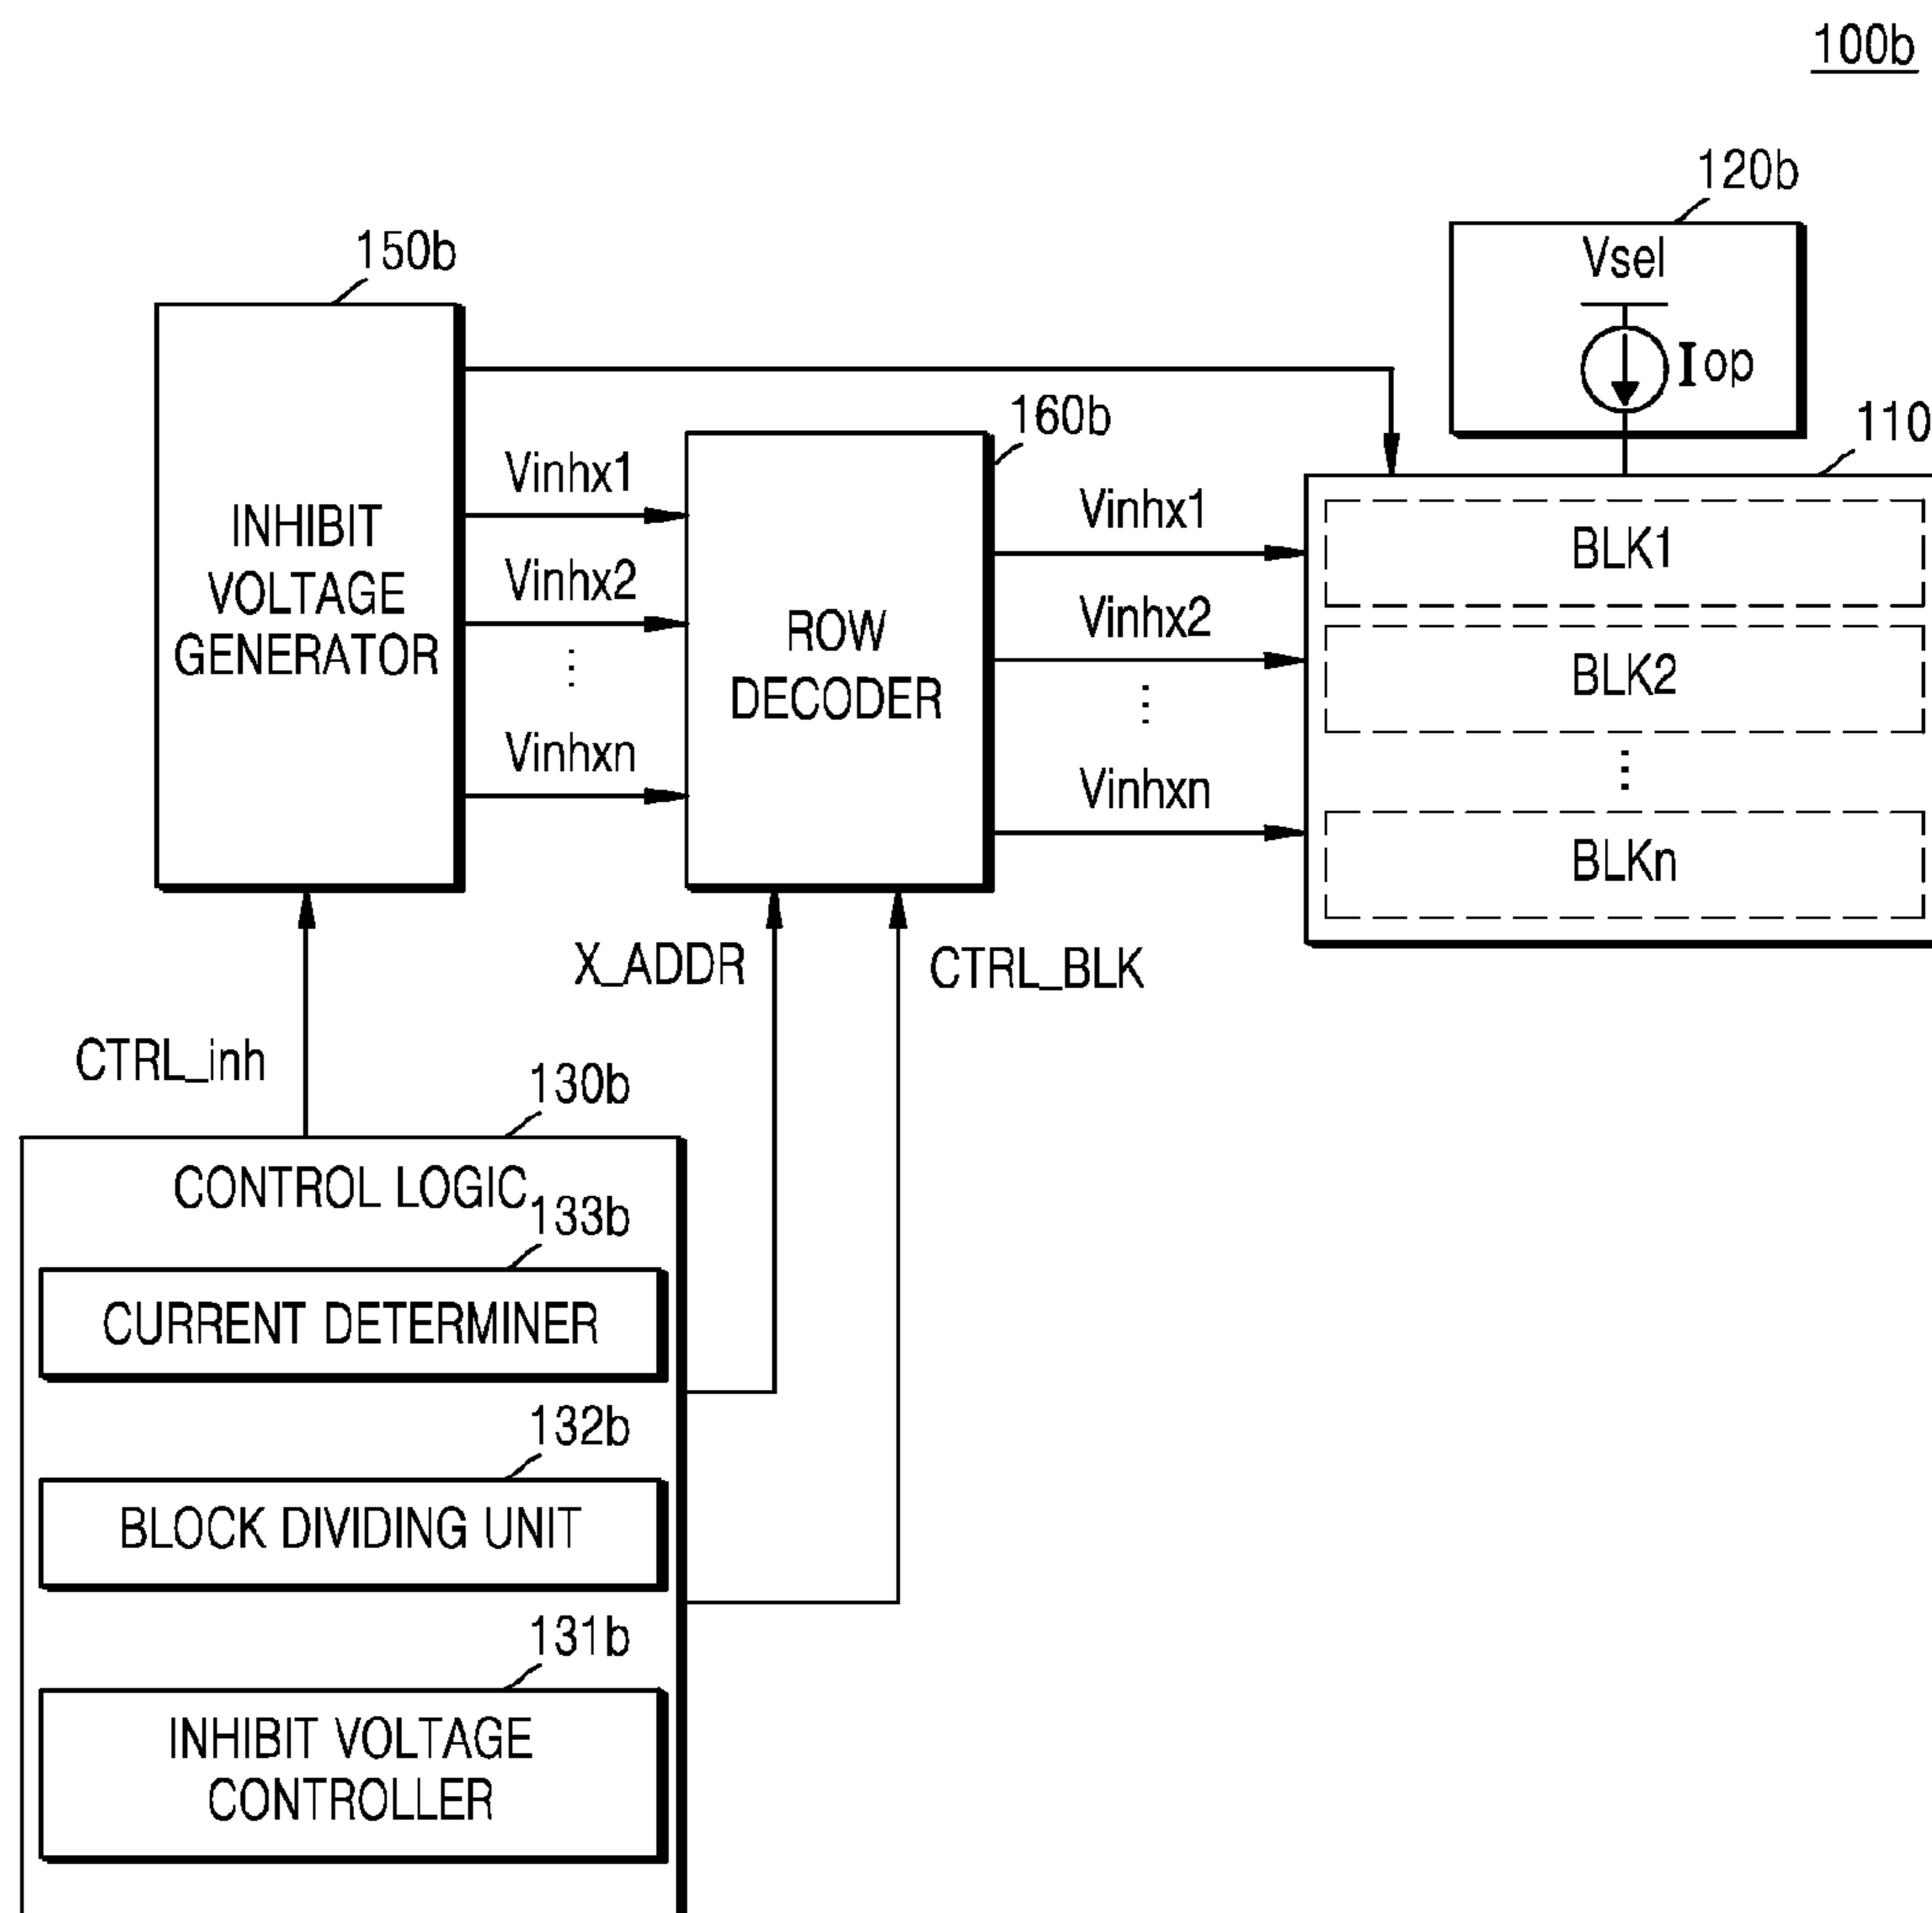 100b
120b
Vsel
Iop
150b
INHIBIT
VOLTAGE
GENERATOR
Vinhx1
Vinhx2
⋮
Vinhxn
160b
ROW
DECODER
Vinhx1
Vinhx2
⋮
Vinhxn
110
BLK1
BLK2
⋮
BLKn
CTRL_inh
X_ADDR
CTRL_BLK
130b
CONTROL LOGIC
133b
CURRENT DETERMINER
132b
BLOCK DIVIDING UNIT
131b
INHIBIT VOLTAGE
CONTROLLER